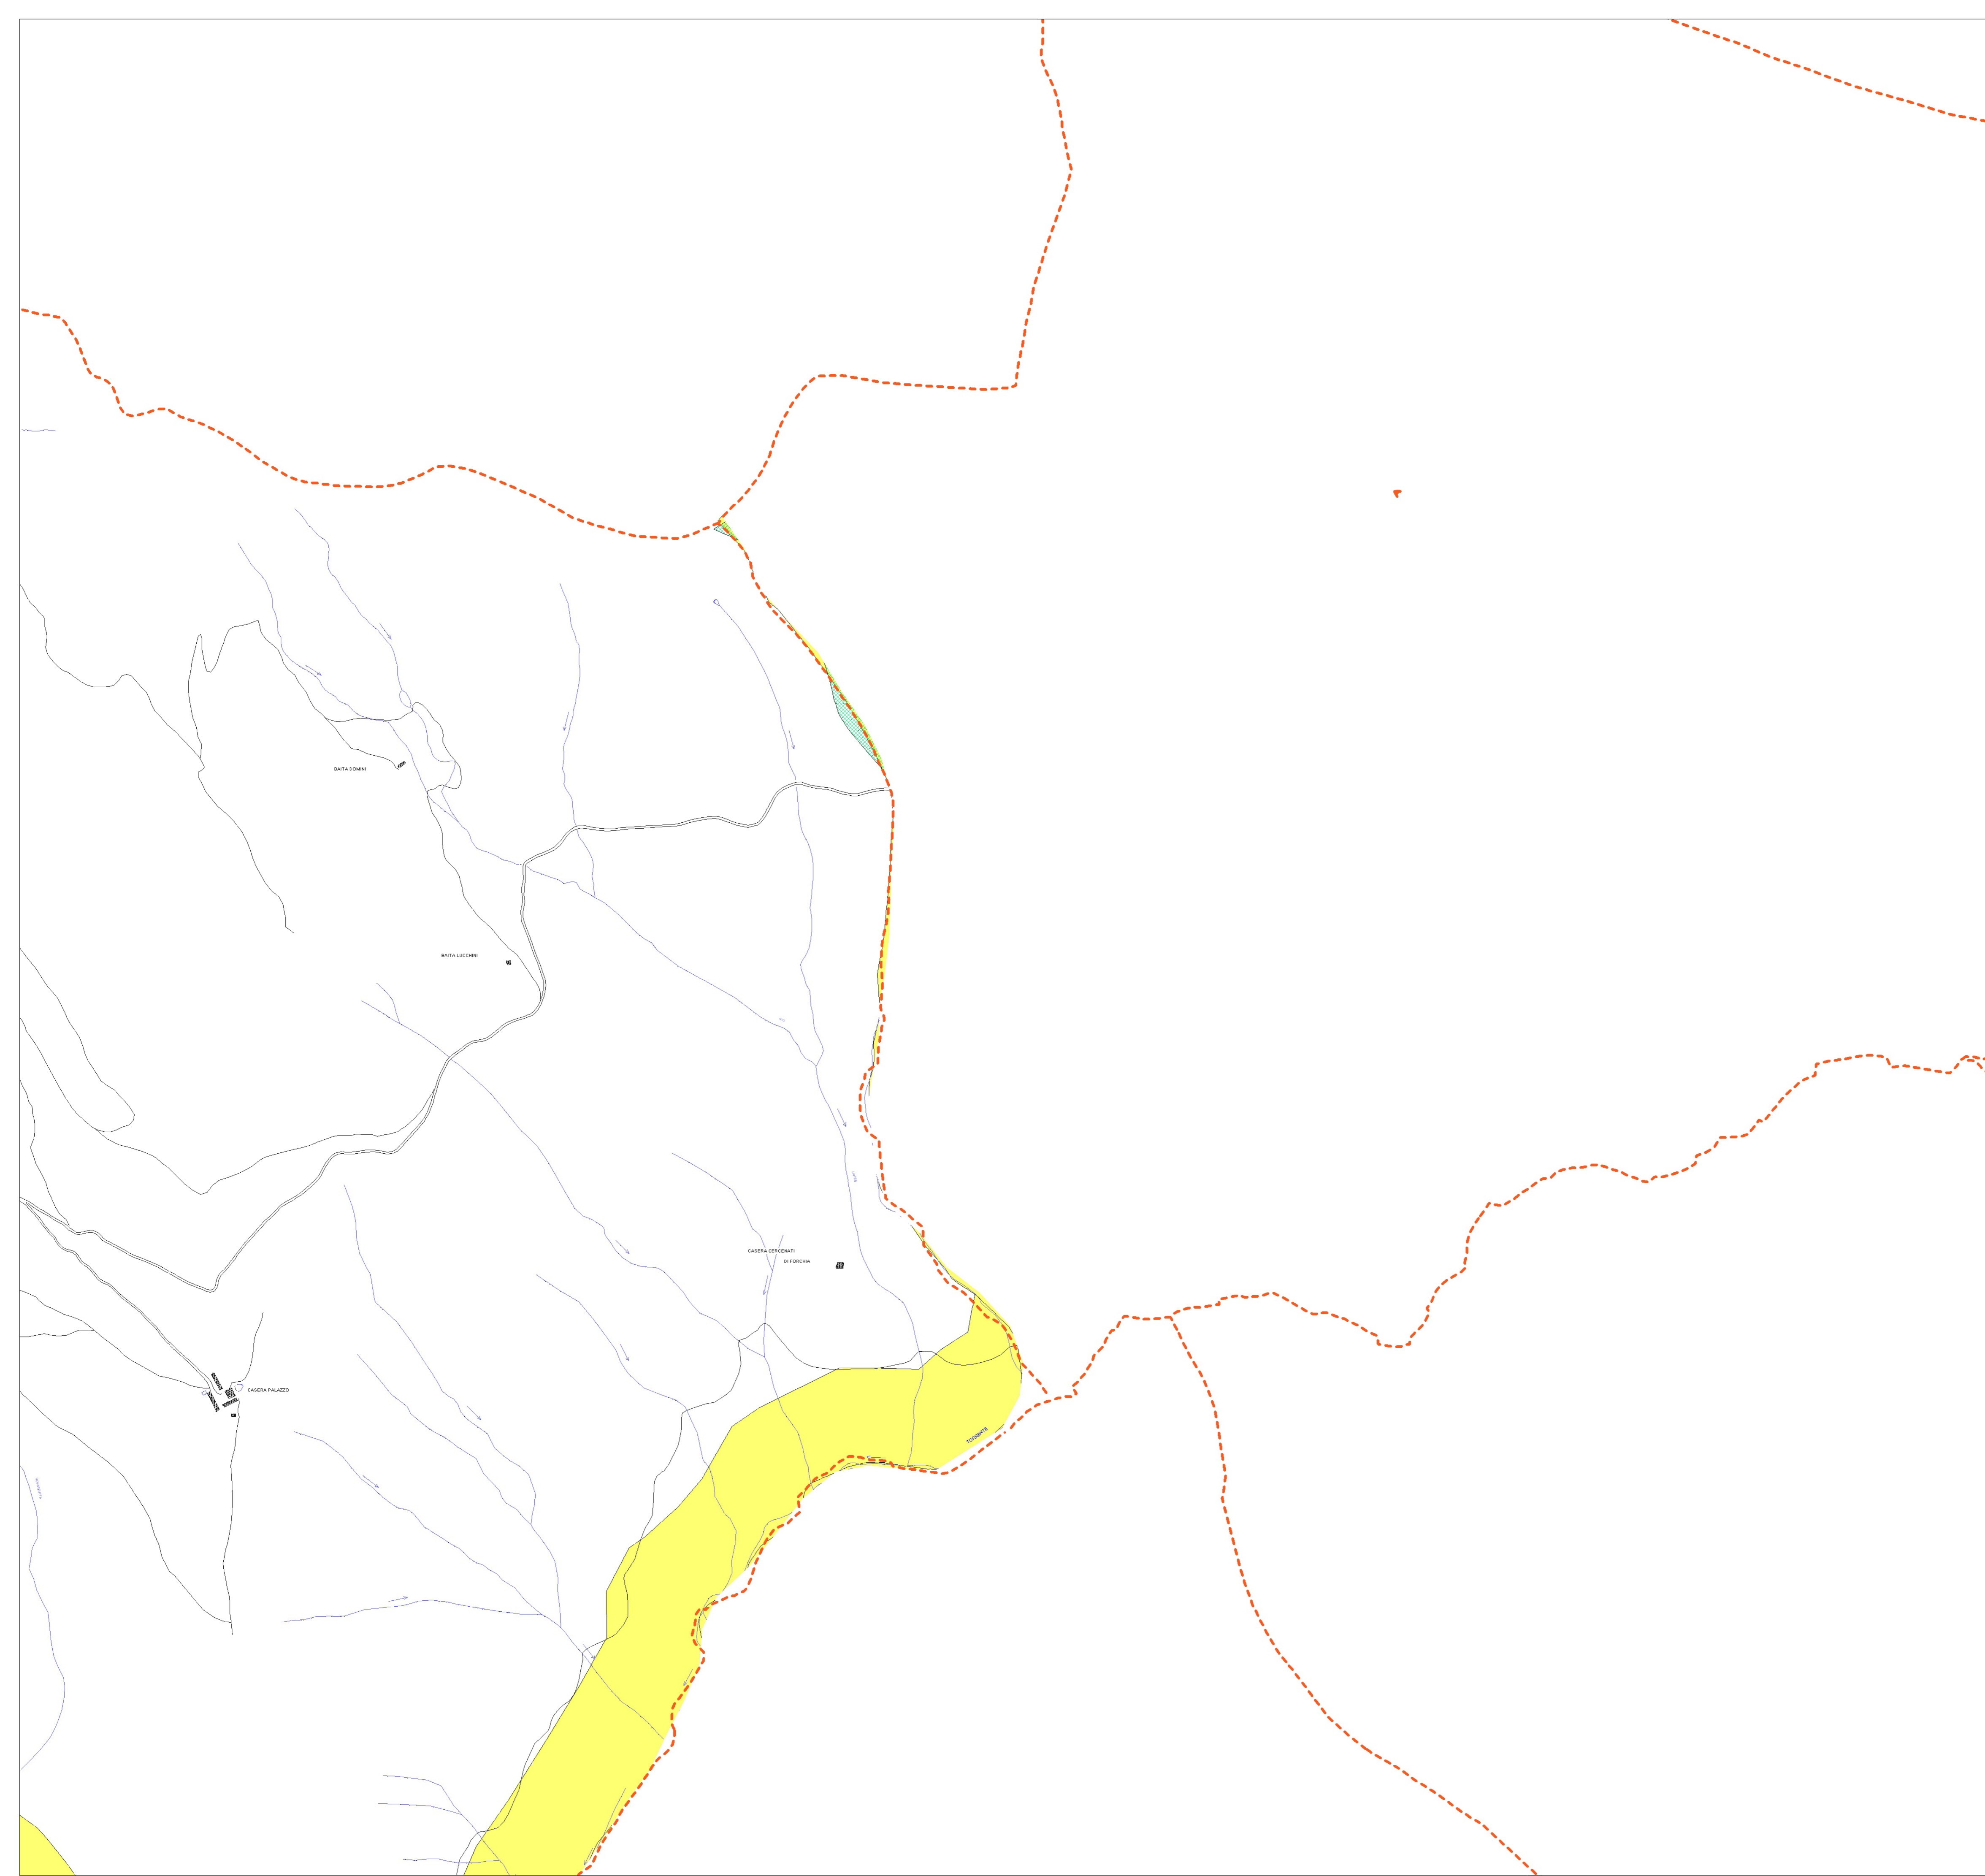 BAITA DOMINI
BAITA LUCCHINI
CASERA CERCENATI
DI FORCHIA
CASERA PALAZZO
TORRENTE